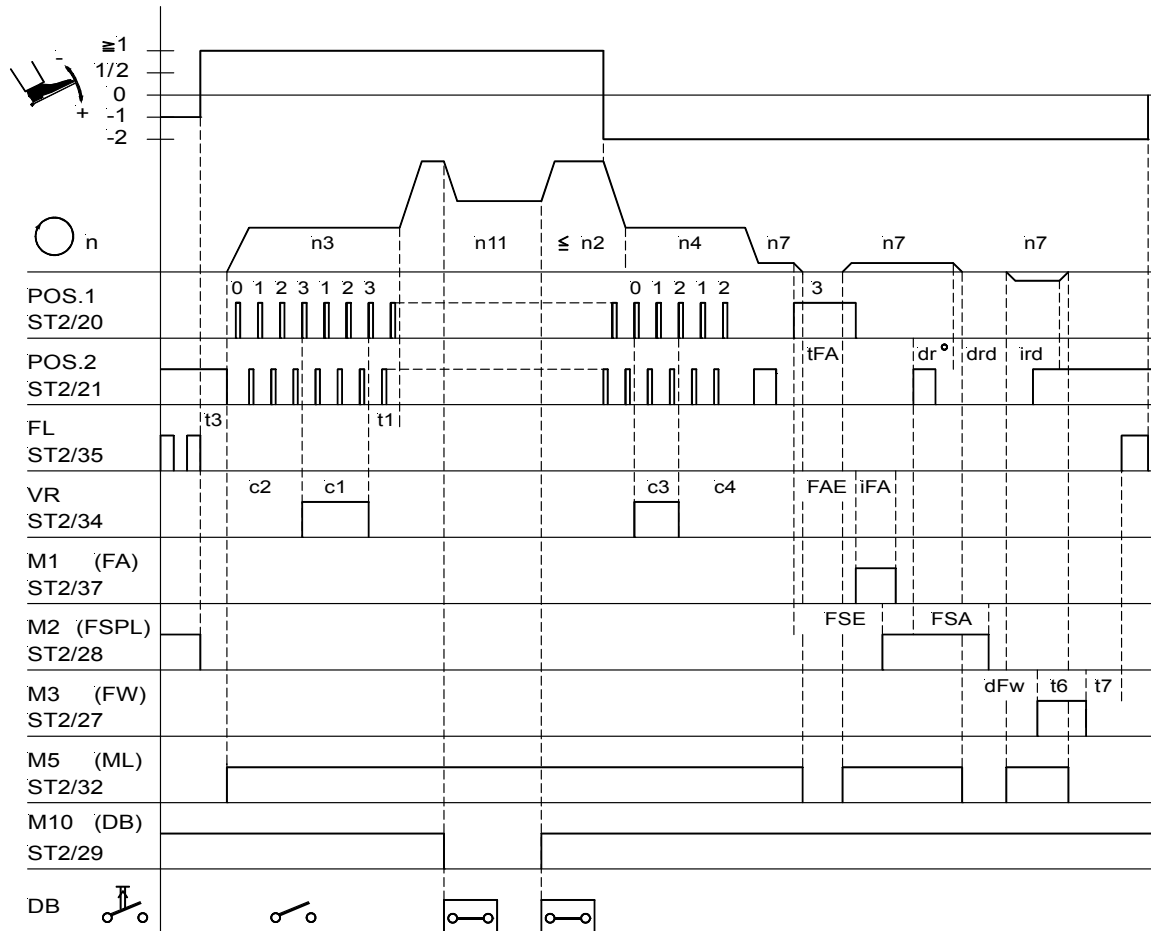 ≧1
1/2
0
-1
-2
-
+
n
n3
n11
≦ n2
n4
n7
n7
n7
POS.1
ST2/20
0 1 2 3 1 2 3
0 1 2 1 2
3
POS.2
ST2/21
tFA
dr°
drd
ird
FL
ST2/35
t3
t1
VR
ST2/34
c2
c1
c3
c4
FAE
iFA
M1 (FA)
ST2/37
M2 (FSPL)
ST2/28
FSE
FSA
M3 (FW)
ST2/27
dFw
t6
t7
M5 (ML)
ST2/32
M10 (DB)
ST2/29
DB